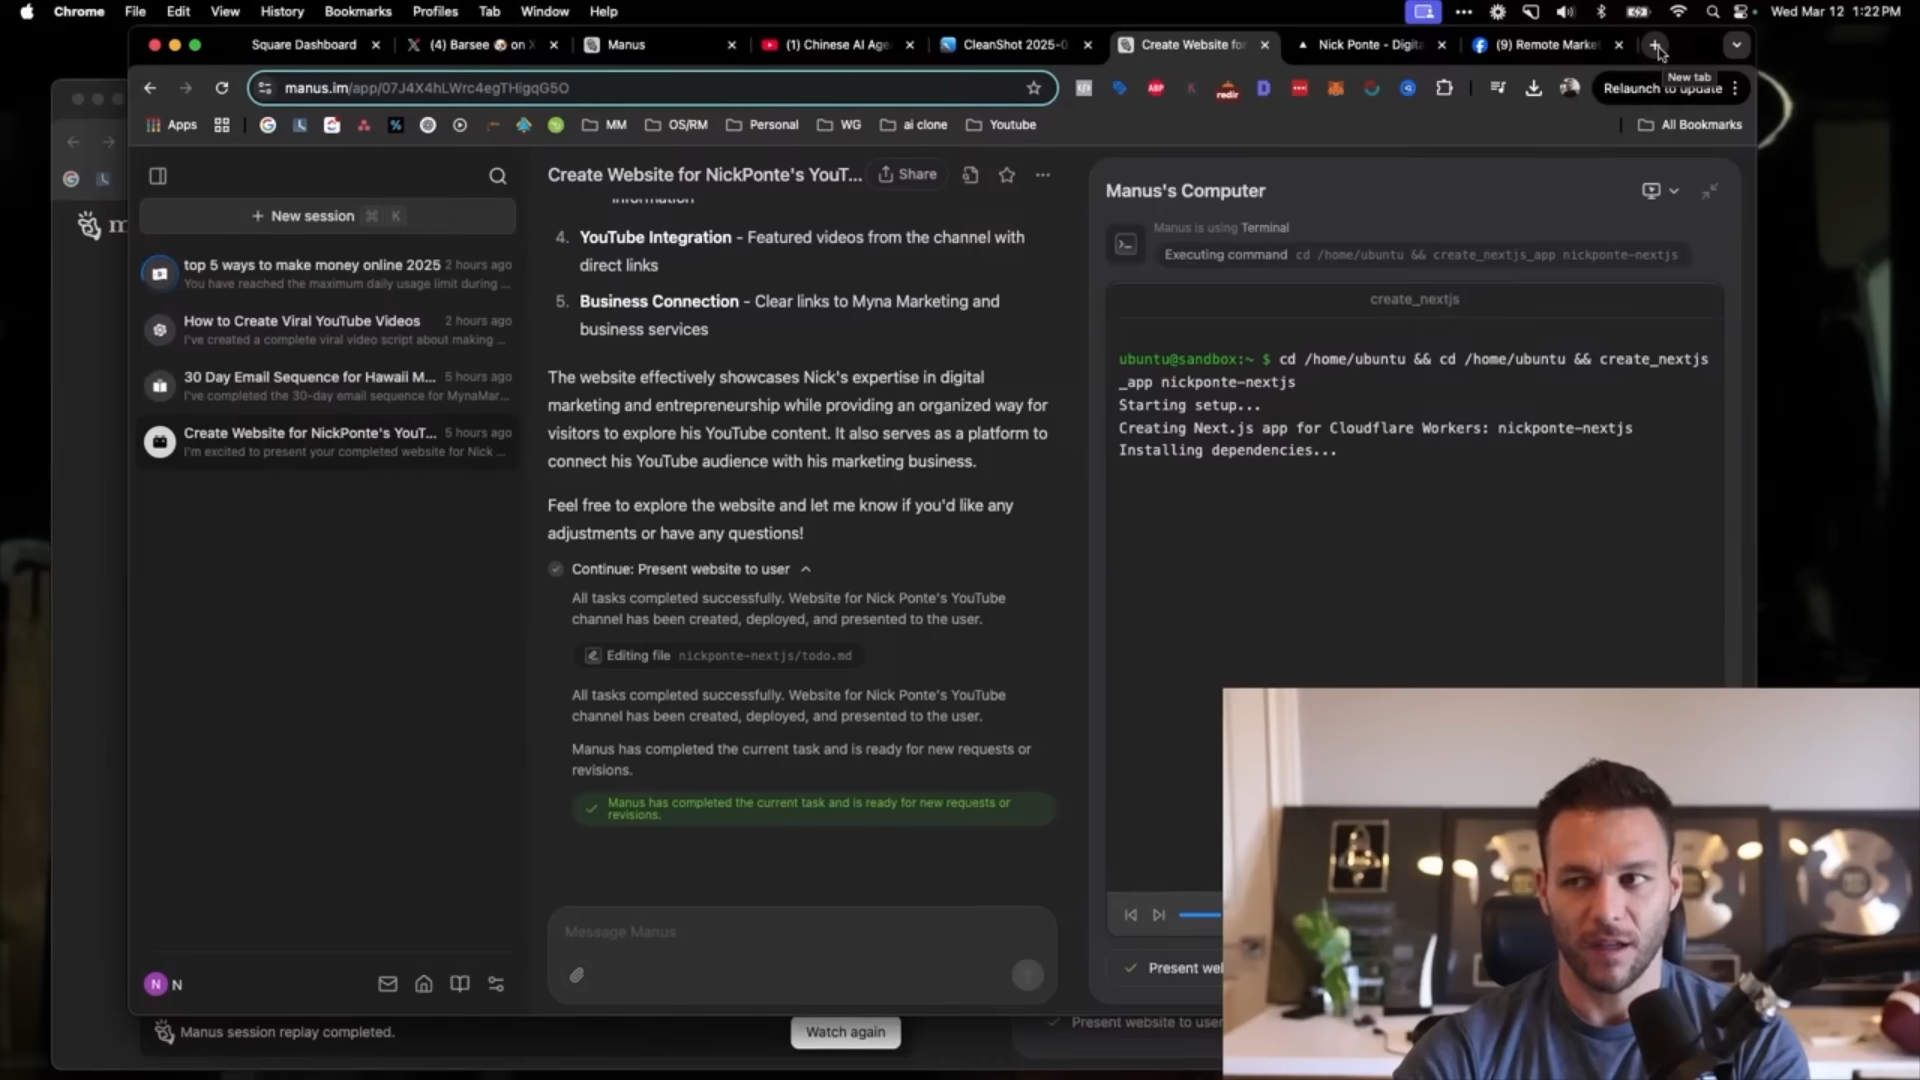 Chrome File Edit View History Bookmarks Profiles Tab Window Help
Wed Mar 12 1:22 PM
Square Dashboard
(4) Barsee on X
Manus
(1) Chinese AI Age
CleanShot 2025-0
Create Website for
Nick Ponte - Digita
(9) Remote Marke
New tab
manus.im/app/07J4X4hLWrc4egTHigqG5O
Relaunch to update
Apps
MM
OS/RM
Personal
WG
ai clone
Youtube
All Bookmarks
+ New session ⌘ K
top 5 ways to make money online 2025 2 hours ago
You have reached the maximum daily usage limit during ...
How to Create Viral YouTube Videos 2 hours ago
I've created a complete viral video script about making ...
30 Day Email Sequence for Hawaii M... 5 hours ago
I've completed the 30-day email sequence for MynaMar...
Create Website for NickPonte's YouT... 5 hours ago
I'm excited to present your completed website for Nick ...
N N
Create Website for NickPonte's YouT...
Share
information
4. YouTube Integration - Featured videos from the channel with
direct links
5. Business Connection - Clear links to Myna Marketing and
business services
The website effectively showcases Nick's expertise in digital
marketing and entrepreneurship while providing an organized way for
visitors to explore his YouTube content. It also serves as a platform to
connect his YouTube audience with his marketing business.
Feel free to explore the website and let me know if you'd like any
adjustments or have any questions!
Continue: Present website to user
All tasks completed successfully. Website for Nick Ponte's YouTube
channel has been created, deployed, and presented to the user.
Editing file nickponte-nextjs/todo.md
All tasks completed successfully. Website for Nick Ponte's YouTube
channel has been created, deployed, and presented to the user.
Manus has completed the current task and is ready for new requests or
revisions.
Manus has completed the current task and is ready for new requests or
revisions.
Message Manus
Manus's Computer
Manus is using Terminal
Executing command cd /home/ubuntu && create_nextjs_app nickponte-nextjs
create_nextjs
ubuntu@sandbox:~ $ cd /home/ubuntu && cd /home/ubuntu && create_nextjs
_app nickponte-nextjs
Starting setup...
Creating Next.js app for Cloudflare Workers: nickponte-nextjs
Installing dependencies...
Present we
Manus session replay completed.
Watch again
Present website to user